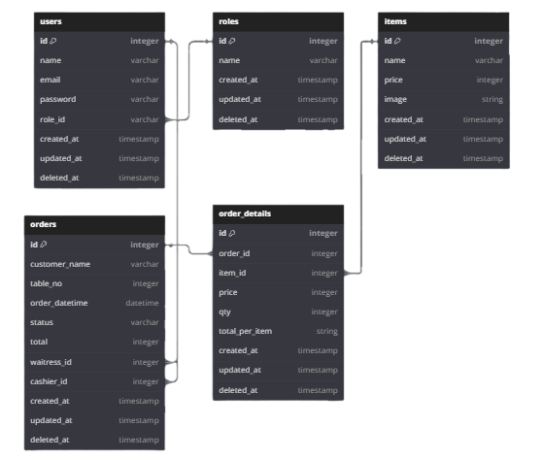 users
id integer
name varchar
email varchar
password varchar
role_id varchar
created_at timestamp
updated_at timestamp
deleted_at timestamp
roles
id integer
name varchar
created_at timestamp
updated_at timestamp
deleted_at timestamp
items
id integer
name varchar
price integer
image string
created_at timestamp
updated_at timestamp
deleted_at timestamp
orders
id integer
customer_name varchar
table_no integer
order_datetime datetime
status varchar
total integer
waitress_id integer
cashier_id integer
created_at timestamp
updated_at timestamp
deleted_at timestamp
order_details
id integer
order_id integer
item_id integer
price integer
qty integer
total_per_item string
created_at timestamp
updated_at timestamp
deleted_at timestamp